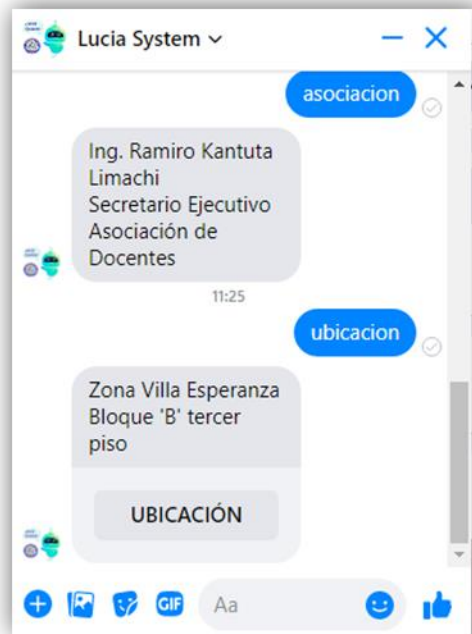 Lucia System
asociacion
Ing. Ramiro Kantuta
Limachi
Secretario Ejecutivo
Asociación de
Docentes
11:25
ubicacion
Zona Villa Esperanza
Bloque 'B' tercer
piso
UBICACIÓN
GIF
Aa